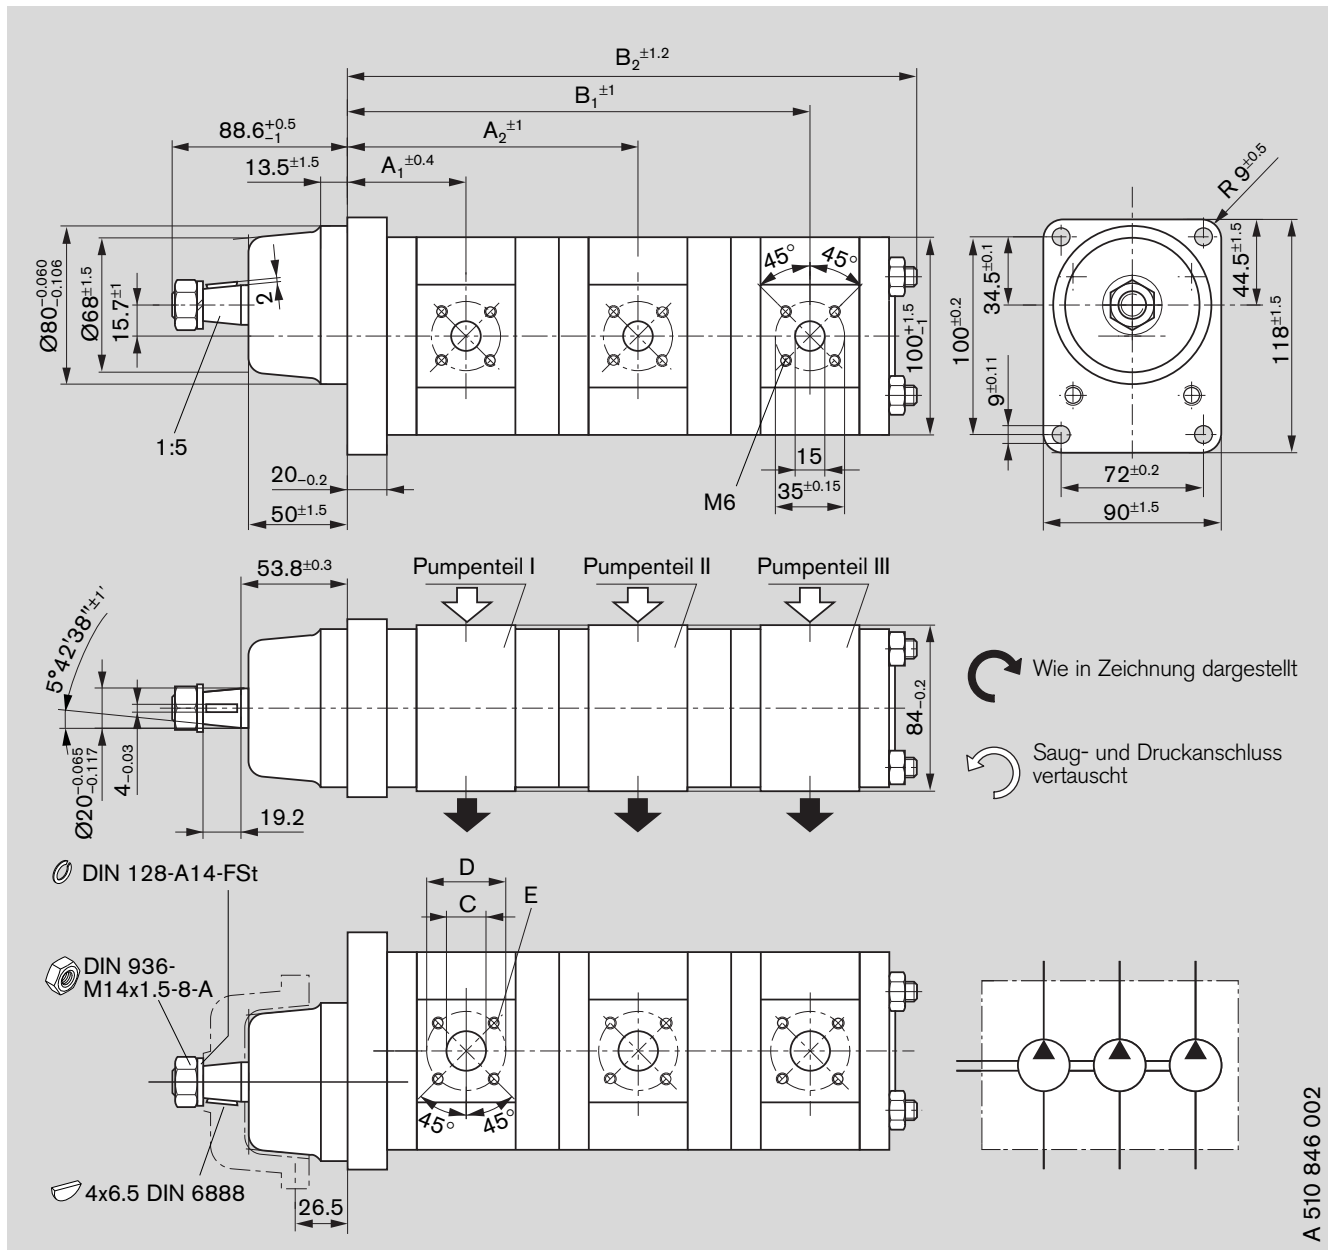 B₂±1.2
B₁±1
88.6+0.5 −1
A₂±1
13.5±1.5
A₁±0.4
R 9±0.5
Ø80−0.060 −0.106
Ø68±1.5
15.7±1
2
45°
45°
100+1.5 −1
100±0.2
34.5±0.1
9±0.11
44.5±1.5
118±1.5
1:5
20−0.2
50±1.5
15
35±0.15
M6
72±0.2
90±1.5
53.8±0.3
Pumpenteil I
Pumpenteil II
Pumpenteil III
5°42'38"±1'
Ø20−0.065 −0.117
4−0.03
19.2
84−0.2
Wie in Zeichnung dargestellt
Saug- und Druckanschluss
vertauscht
DIN 128-A14-FSt
D
C
E
DIN 936-
M14x1.5-8-A
45°
45°
4x6.5 DIN 6888
26.5
A 510 846 002